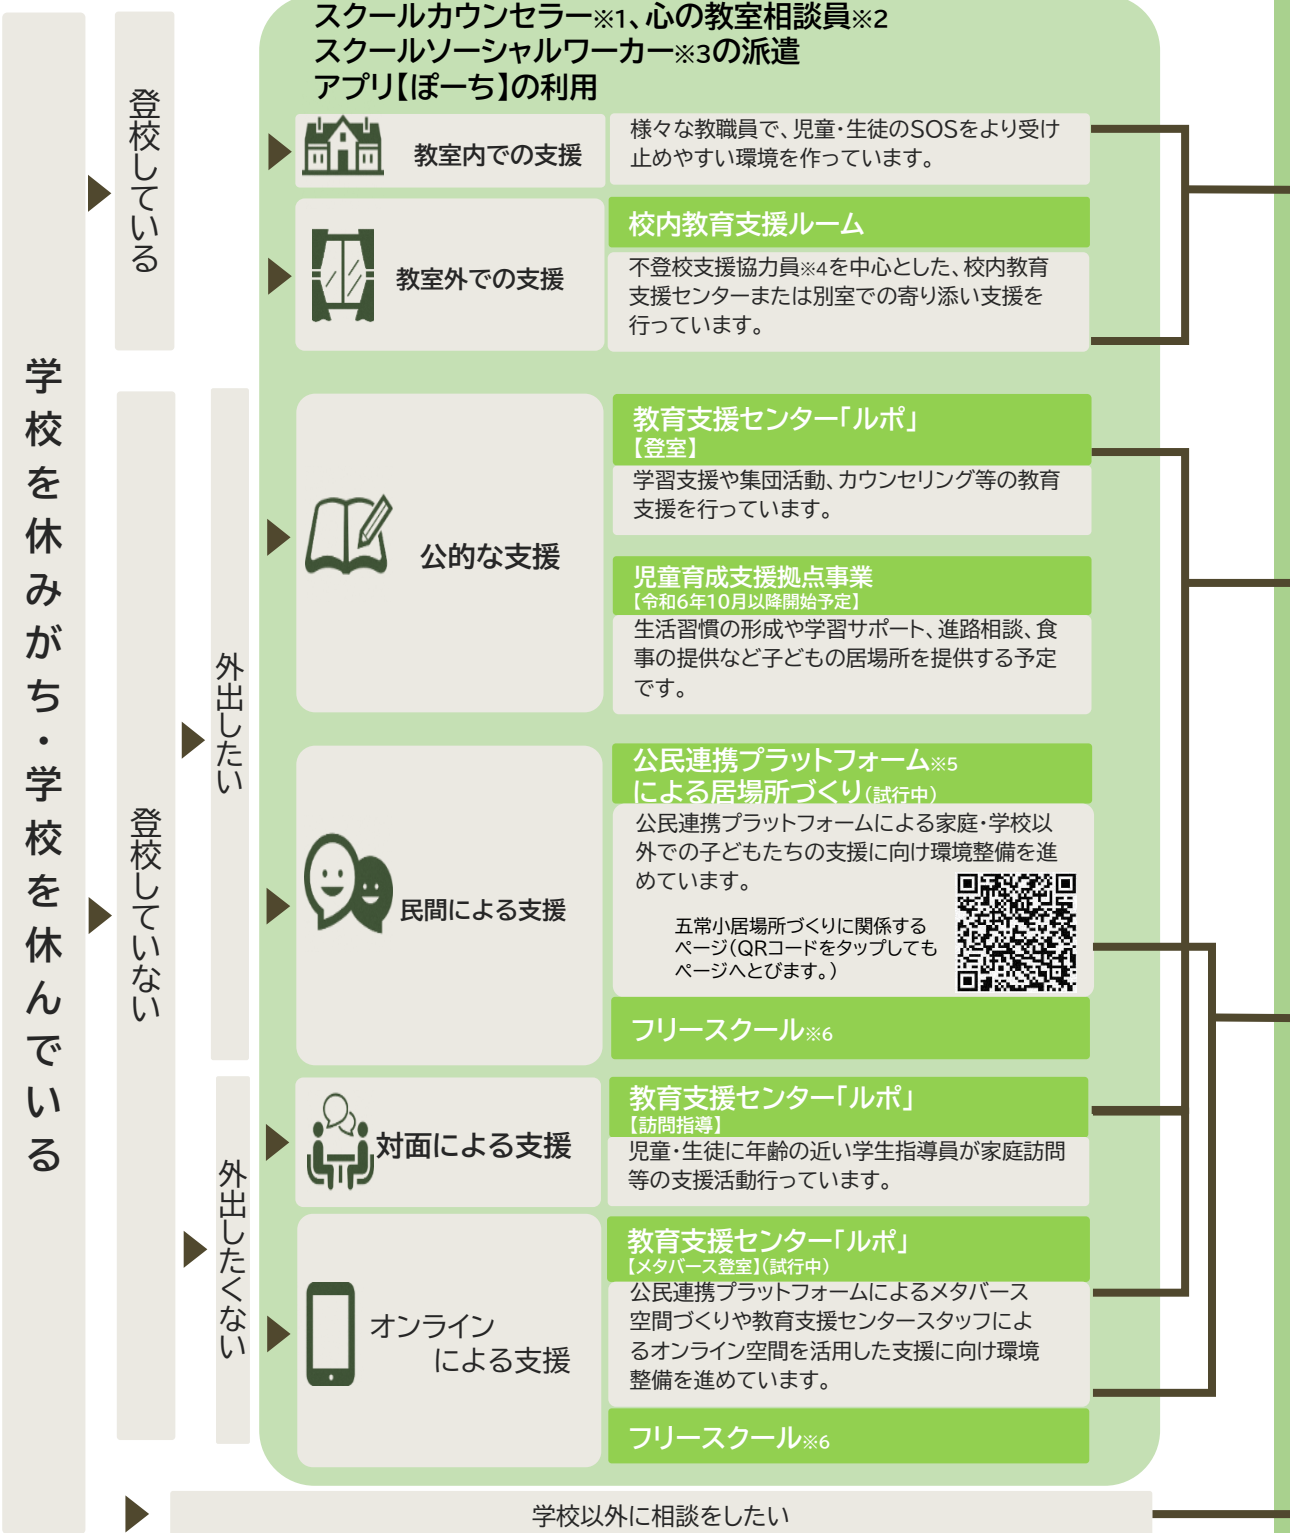 スクールカウンセラー※1、心の教室相談員※2
スクールソーシャルワーカー※3の派遣
アプリ【ぽーち】の利用
学校を休みがち・学校を休んでいる
登校している
教室内での支援
様々な教職員で、児童・生徒のSOSをより受け
止めやすい環境を作っています。
教室外での支援
校内教育支援ルーム
不登校支援協力員※4を中心とした、校内教育
支援センターまたは別室での寄り添い支援を
行っています。
登校していない
外出したい
公的な支援
教育支援センター「ルポ」
【登室】
学習支援や集団活動、カウンセリング等の教育
支援を行っています。
児童育成支援拠点事業
【令和6年10月以降開始予定】
生活習慣の形成や学習サポート、進路相談、食
事の提供など子どもの居場所を提供する予定
です。
民間による支援
公民連携プラットフォーム※5
による居場所づくり(試行中)
公民連携プラットフォームによる家庭・学校以
外での子どもたちの支援に向け環境整備を進
めています。
五常小居場所づくりに関係する
ページ(QRコードをタップしても
ページへとびます。)
フリースクール※6
外出したくない
対面による支援
教育支援センター「ルポ」
【訪問指導】
児童・生徒に年齢の近い学生指導員が家庭訪問
等の支援活動行っています。
オンライン
による支援
教育支援センター「ルポ」
【メタバース登室】(試行中)
公民連携プラットフォームによるメタバース
空間づくりや教育支援センタースタッフによ
るオンライン空間を活用した支援に向け環境
整備を進めています。
フリースクール※6
学校以外に相談をしたい